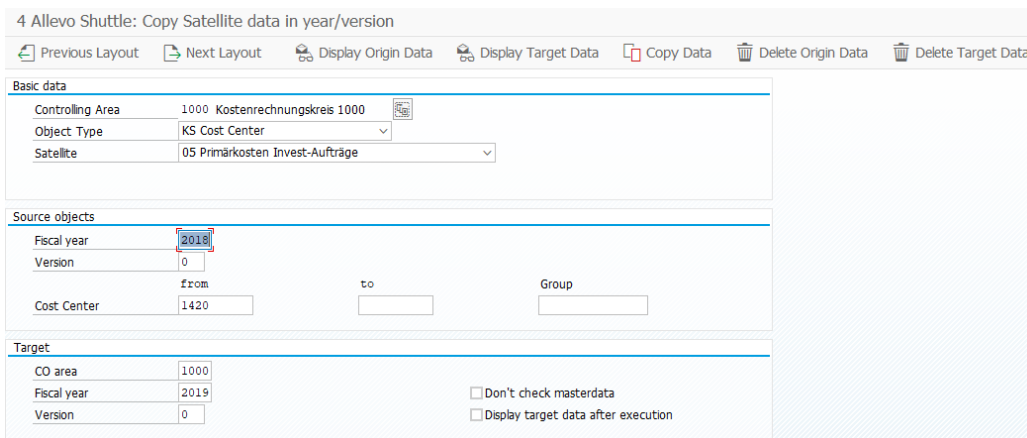 4 Allevo Shuttle: Copy Satellite data in year/version
Previous Layout Next Layout Display Origin Data Display Target Data Copy Data Delete Origin Data Delete Target Data
Basic data
Controlling Area 1000 Kostenrechnungskreis 1000
Object Type KS Cost Center
Satellite 05 Primärkosten Invest-Aufträge
Source objects
Fiscal year 2018
Version 0
from to Group
Cost Center 1420
Target
CO area 1000
Fiscal year 2019 Don't check masterdata
Version 0 Display target data after execution